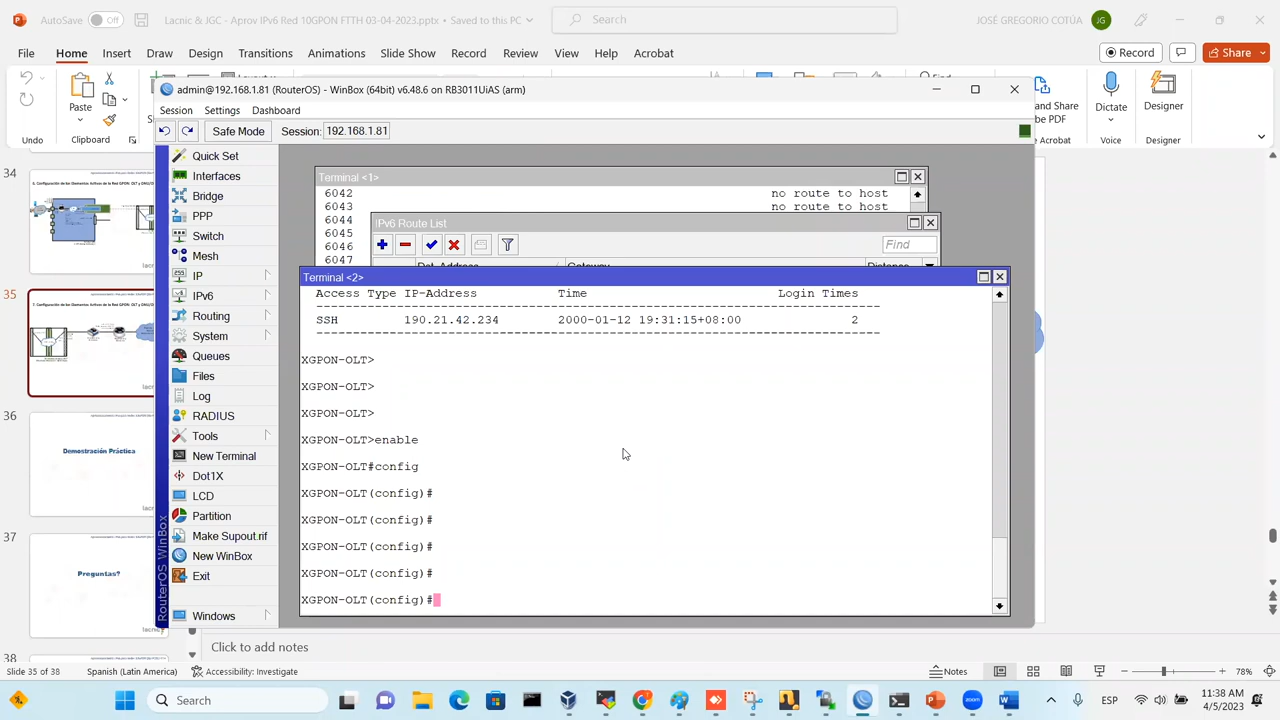 AutoSave Off Lacnic & JGC - Aprov IPv6 Red 10GPON FTTH 03-04-2023.pptx • Saved to this PC Search JOSÉ GREGORIO COTÚA JG
File Home Insert Draw Design Transitions Animations Slide Show Record Review View Help Acrobat Record Share
Paste
Clipboard
Undo
and Share
be PDF
Acrobat
Dictate
Voice
Designer
Designer
admin@192.168.1.81 (RouterOS) - WinBox (64bit) v6.48.6 on RB3011UiAS (arm)
Session Settings Dashboard
Safe Mode Session: 192.168.1.81
Quick Set
Interfaces
Bridge
PPP
Switch
Mesh
IP
IPv6
Routing
System
Queues
Files
Log
RADIUS
Tools
New Terminal
Dot1X
LCD
Partition
Make Supout.rif
New WinBox
Exit
Windows
RouterOS WinBox
Terminal <1>
6042 no route to host
6043 no route to host
6044
6045
6046
6047
IPv6 Route List
Find
Dst. Address Gateway Distance
Terminal <2>
Access Type IP-Address Time Login Times
SSH 190.21.42.234 2000-01-12 19:31:15+08:00 2
XGPON-OLT>
XGPON-OLT>
XGPON-OLT>
XGPON-OLT>enable
XGPON-OLT#config
XGPON-OLT(config)#
XGPON-OLT(config)#
XGPON-OLT(config)#
XGPON-OLT(config)#
XGPON-OLT(config)#
34
35
36
Demostración Práctica
37
Preguntas?
38
Click to add notes
Slide 35 of 38 Spanish (Latin America) Accessibility: Investigate Notes 78%
Search ESP 11:38 AM
4/5/2023